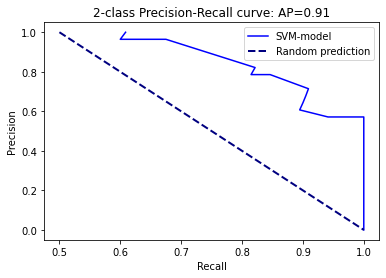 2-class Precision-Recall curve: AP=0.91
SVM-model
Random prediction
Precision
1.0
0.8
0.6
0.4
0.2
0.0
0.5
0.6
0.7
0.8
0.9
1.0
Recall